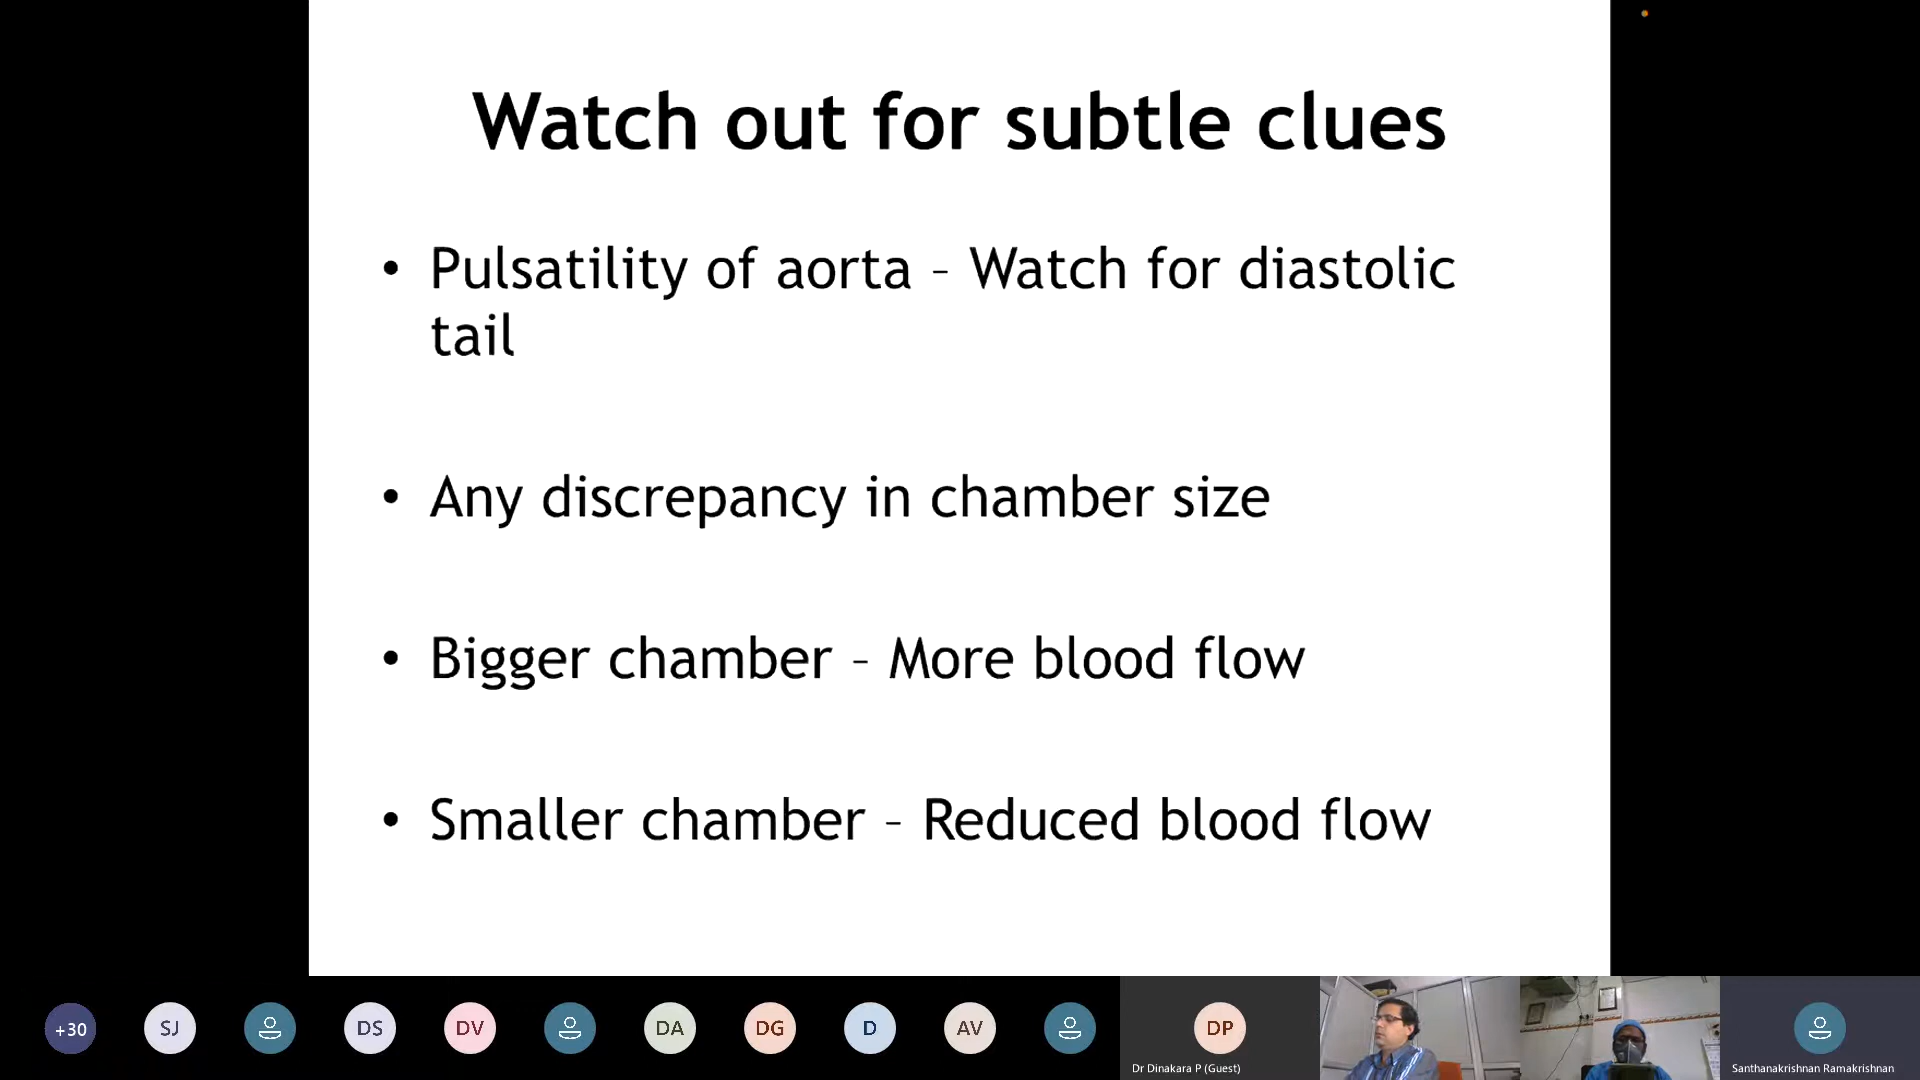 Watch out for subtle clues
• Pulsatility of aorta – Watch for diastolic
tail
• Any discrepancy in chamber size
• Bigger chamber – More blood flow
• Smaller chamber – Reduced blood flow
+30
SJ
DS
DV
DA
DG
D
AV
DP
Dr Dinakara P (Guest)
Santhanakrishnan Ramakrishnan